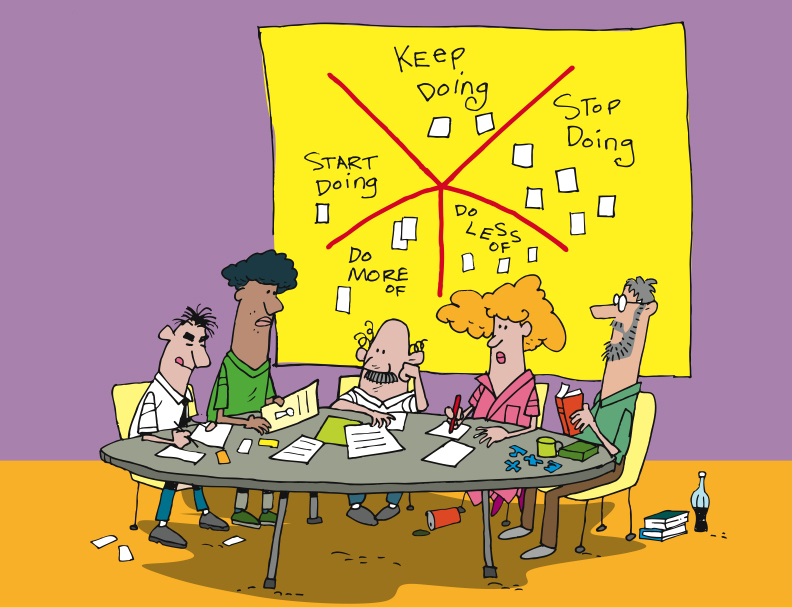 KEEP
Doing
STOP
Doing
START
Doing
Do
LESS
OF
Do
MORE
OF